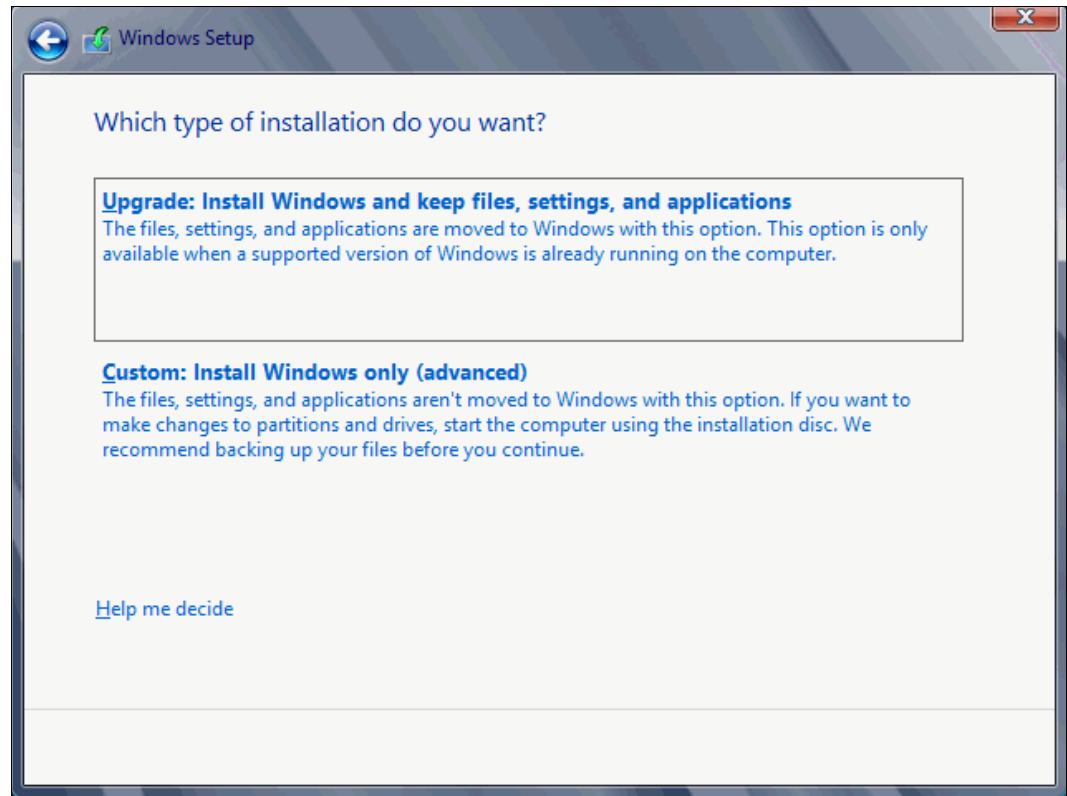 Windows Setup
Which type of installation do you want?
Upgrade: Install Windows and keep files, settings, and applications
The files, settings, and applications are moved to Windows with this option. This option is only
available when a supported version of Windows is already running on the computer.
Custom: Install Windows only (advanced)
The files, settings, and applications aren't moved to Windows with this option. If you want to
make changes to partitions and drives, start the computer using the installation disc. We
recommend backing up your files before you continue.
Help me decide